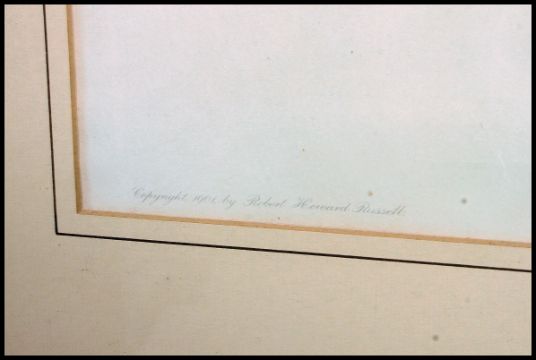 Copyright, 1901, by Robert Howard Russell